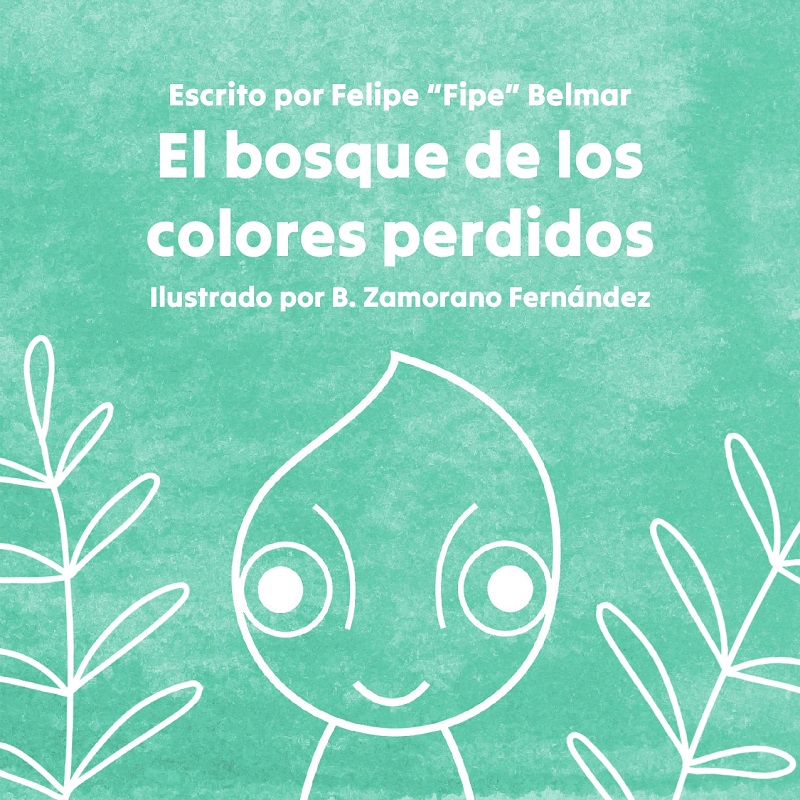 Escrito por Felipe “Fipe” Belmar
El bosque de los
colores perdidos
Ilustrado por B. Zamorano Fernández